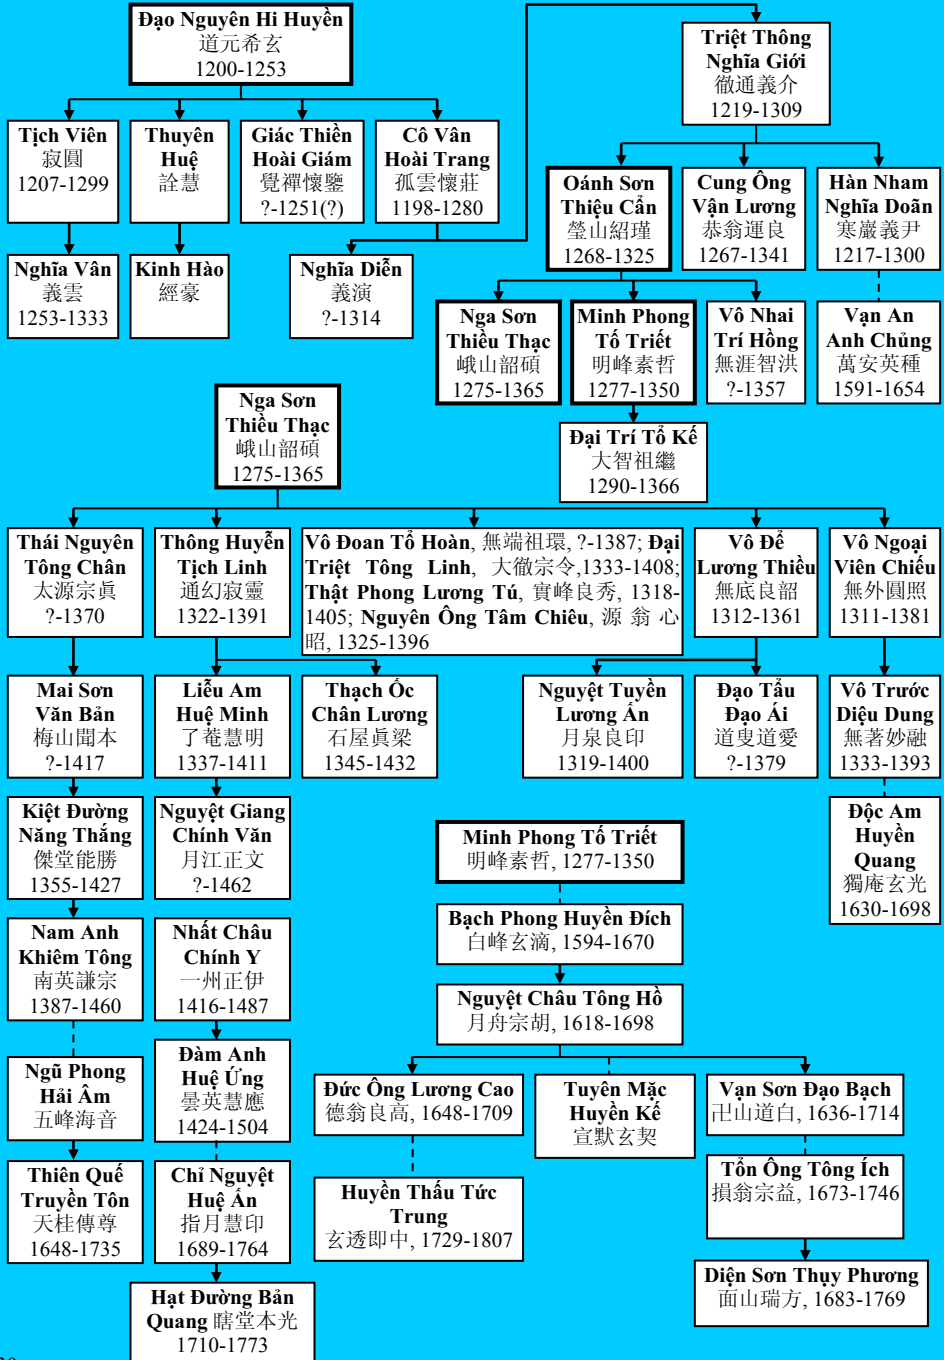 Đạo Nguyên Hi Huyền
道元希玄
1200-1253
Triệt Thông
Nghĩa Giới
徹通義介
1219-1309
Tịch Viên
寂圓
1207-1299
Thuyên
Huệ
詮慧
Giác Thiền
Hoài Giám
覺禪懷鑒
?-1251(?)
Cô Vân
Hoài Trang
孤雲懷莊
1198-1280
Oánh Sơn
Thiệu Cẩn
瑩山紹瑾
1268-1325
Cung Ông
Vận Lương
恭翁運良
1267-1341
Hàn Nham
Nghĩa Doãn
寒巖義尹
1217-1300
Nghĩa Vân
義雲
1253-1333
Kinh Hào
經豪
Nghĩa Diễn
義演
?-1314
Nga Sơn
Thiều Thạc
峨山韶碩
1275-1365
Minh Phong
Tố Triết
明峰素哲
1277-1350
Vô Nhai
Trí Hồng
無涯智洪
?-1357
Vạn An
Anh Chủng
萬安英種
1591-1654
Đại Trí Tổ Kế
大智祖繼
1290-1366
Nga Sơn
Thiều Thạc
峨山韶碩
1275-1365
Thái Nguyên
Tông Chân
太源宗眞
?-1370
Thông Huyễn
Tịch Linh
通幻寂靈
1322-1391
Vô Đoan Tổ Hoàn, 無端祖環, ?-1387; Đại
Triệt Tông Linh, 大徹宗令,1333-1408;
Thật Phong Lương Tú, 實峰良秀, 1318-
1405; Nguyên Ông Tâm Chiêu, 源 翁 心
昭, 1325-1396
Vô Để
Lương Thiều
無底良韶
1312-1361
Vô Ngoại
Viên Chiếu
無外圓照
1311-1381
Mai Sơn
Văn Bản
梅山聞本
?-1417
Liễu Am
Huệ Minh
了菴慧明
1337-1411
Thạch Ốc
Chân Lương
石屋眞梁
1345-1432
Nguyệt Tuyền
Lương Ấn
月泉良印
1319-1400
Đạo Tẩu
Đạo Ái
道叟道愛
?-1379
Vô Trước
Diệu Dung
無著妙融
1333-1393
Kiệt Đường
Năng Thắng
傑堂能勝
1355-1427
Nguyệt Giang
Chính Văn
月江正文
?-1462
Minh Phong Tố Triết
明峰素哲, 1277-1350
Độc Am
Huyền
Quang
獨庵玄光
1630-1698
Nam Anh
Khiêm Tông
南英謙宗
1387-1460
Nhất Châu
Chính Y
一州正伊
1416-1487
Bạch Phong Huyền Đích
白峰玄滴, 1594-1670
Nguyệt Châu Tông Hồ
月舟宗胡, 1618-1698
Ngũ Phong
Hải Âm
五峰海音
Đàm Anh
Huệ Ứng
曇英慧應
1424-1504
Đức Ông Lương Cao
德翁良高, 1648-1709
Tuyên Mặc
Huyền Kế
宣默玄契
Vạn Sơn Đạo Bạch
卍山道白, 1636-1714
Thiên Quế
Truyền Tôn
天桂傳尊
1648-1735
Chỉ Nguyệt
Huệ Ấn
指月慧印
1689-1764
Huyền Thấu Tức
Trung
玄透即中, 1729-1807
Tổn Ông Tông Ích
損翁宗益, 1673-1746
Diện Sơn Thụy Phương
面山瑞方, 1683-1769
Hạt Đường Bản
Quang 瞎堂本光
1710-1773